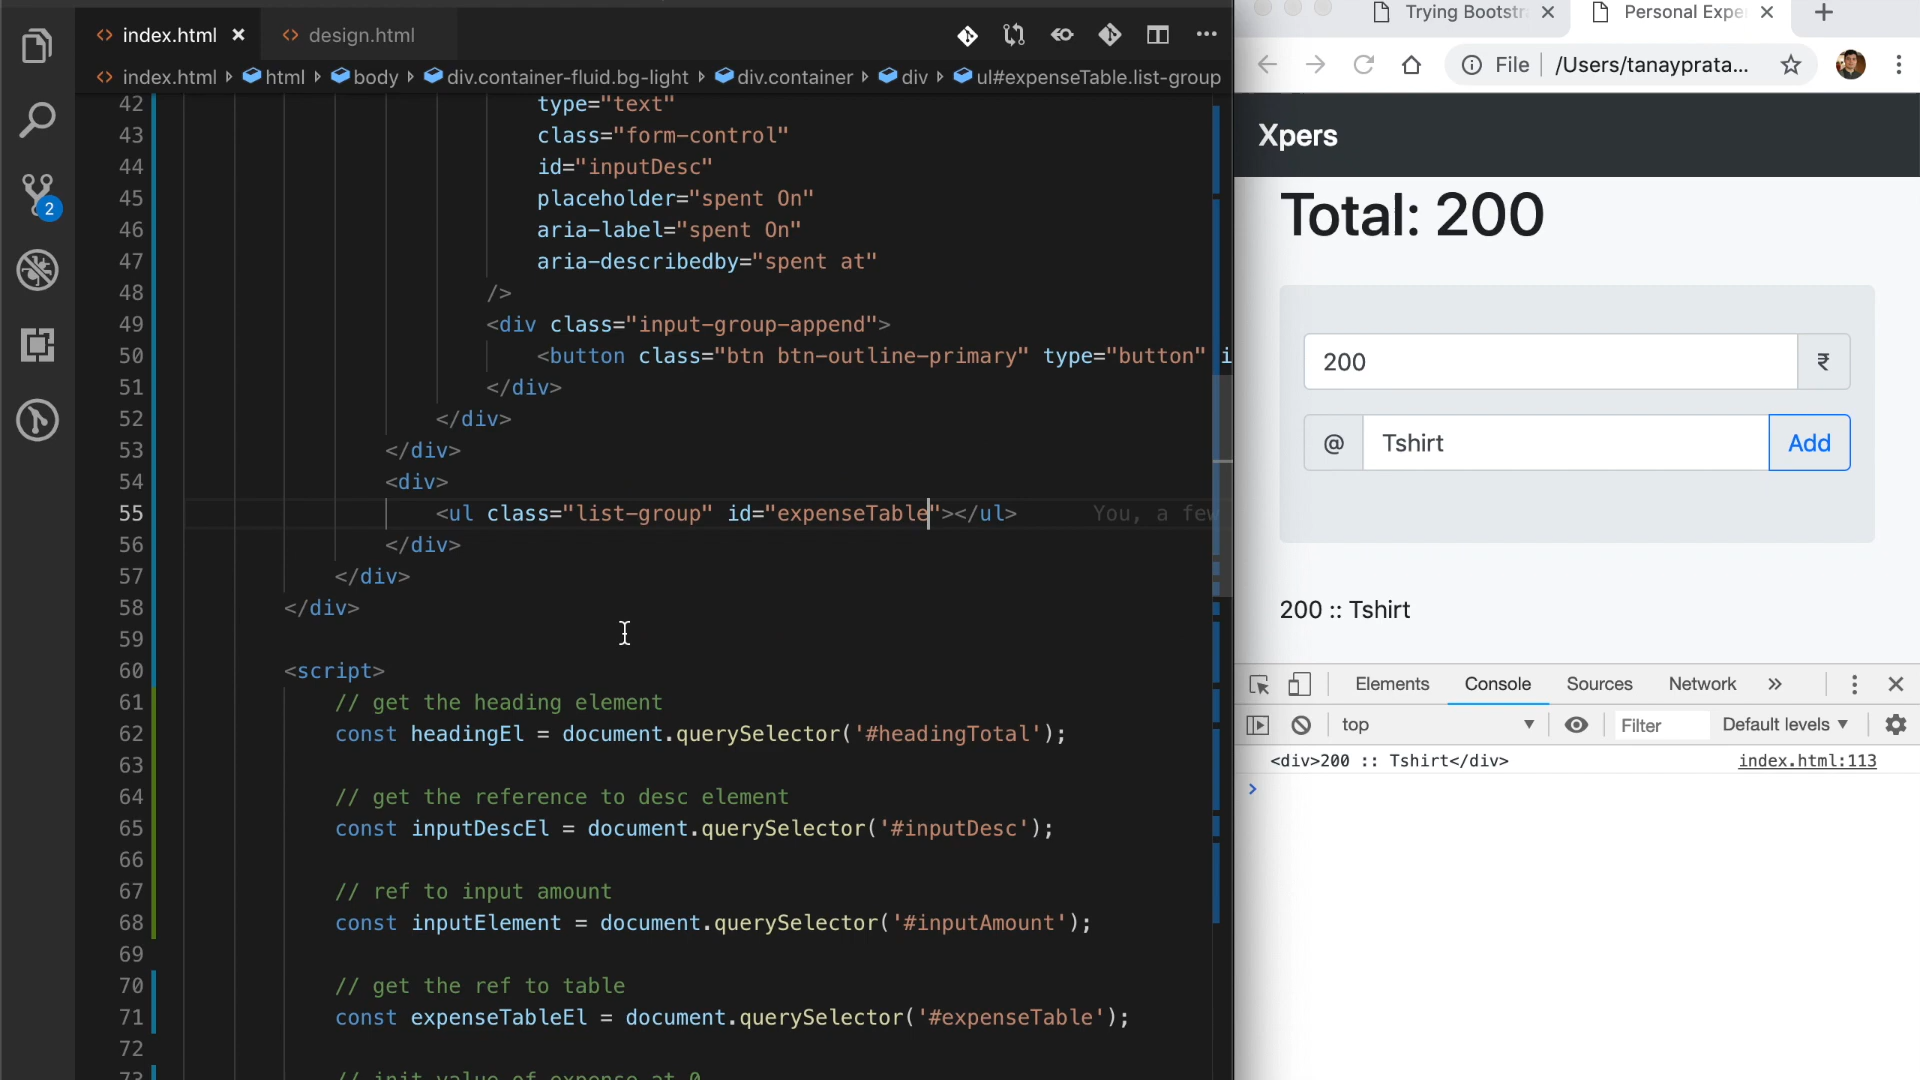 index.html
design.html
index.html
html
body
div.container-fluid.bg-light
div.container
div
ul#expenseTable.list-group
2
42 type="text"
43 class="form-control"
44 id="inputDesc"
45 placeholder="spent On"
46 aria-label="spent On"
47 aria-describedby="spent at"
48 />
49 <div class="input-group-append">
50 <button class="btn btn-outline-primary" type="button" i
51 </div>
52 </div>
53 </div>
54 <div>
55 <ul class="list-group" id="expenseTable"></ul> You, a few
56 </div>
57 </div>
58 </div>
59
60 <script>
61 // get the heading element
62 const headingEl = document.querySelector('#headingTotal');
63
64 // get the reference to desc element
65 const inputDescEl = document.querySelector('#inputDesc');
66
67 // ref to input amount
68 const inputElement = document.querySelector('#inputAmount');
69
70 // get the ref to table
71 const expenseTableEl = document.querySelector('#expenseTable');
72
73 // init value of expense at 0
Trying Bootstr
Personal Expe
File /Users/tanayprata...
Xpers
Total: 200
200 ₹
@ Tshirt Add
200 :: Tshirt
Elements Console Sources Network »
top Filter Default levels
<div>200 :: Tshirt</div> index.html:113